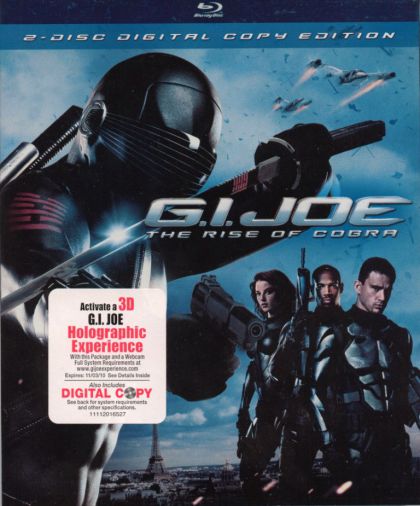 Blu-ray Disc
2-DISC DIGITAL COPY EDITION
G.I. JOE
THE RISE OF COBRA
Activate a 3D
G.I. JOE
Holographic
Experience
With this Package and a Webcam
Full System Requirements at
www.gijoeexperience.com
Expires: 11/03/10 See Details Inside
Also Includes
DIGITAL COPY
See back for system requirements
and other specifications.
11112016527